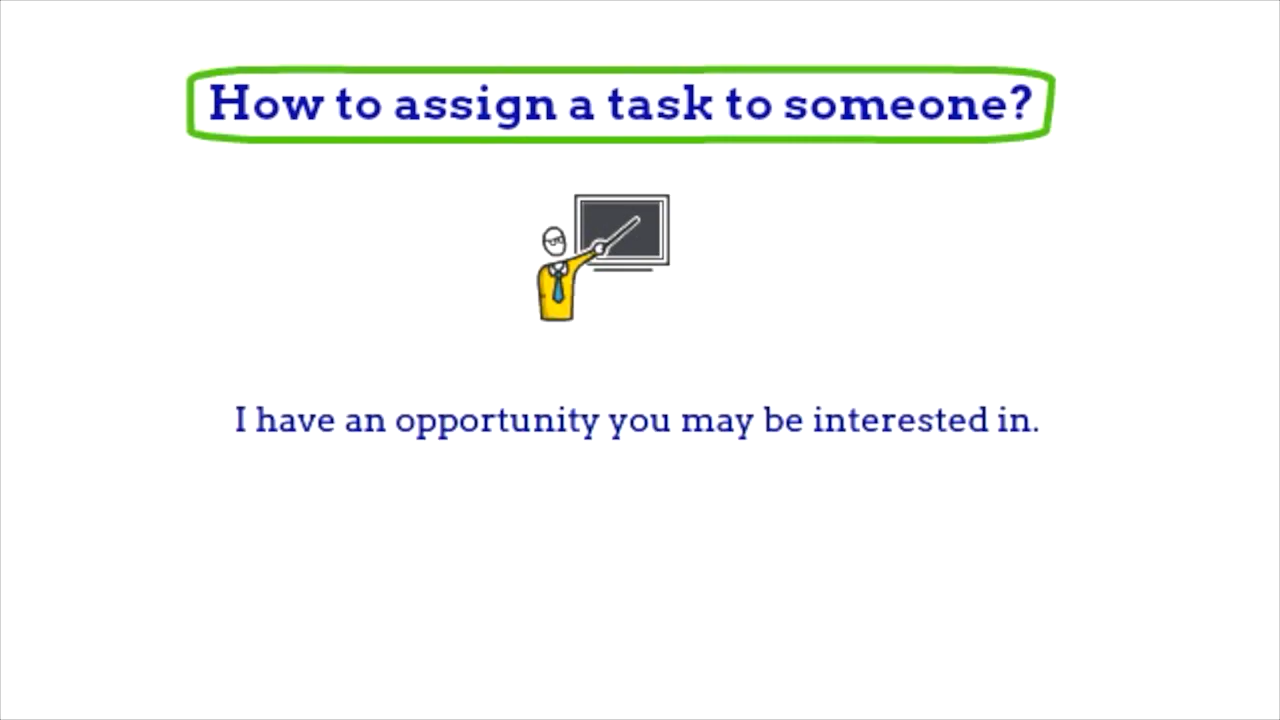 How to assign a task to someone?
I have an opportunity you may be interested in.